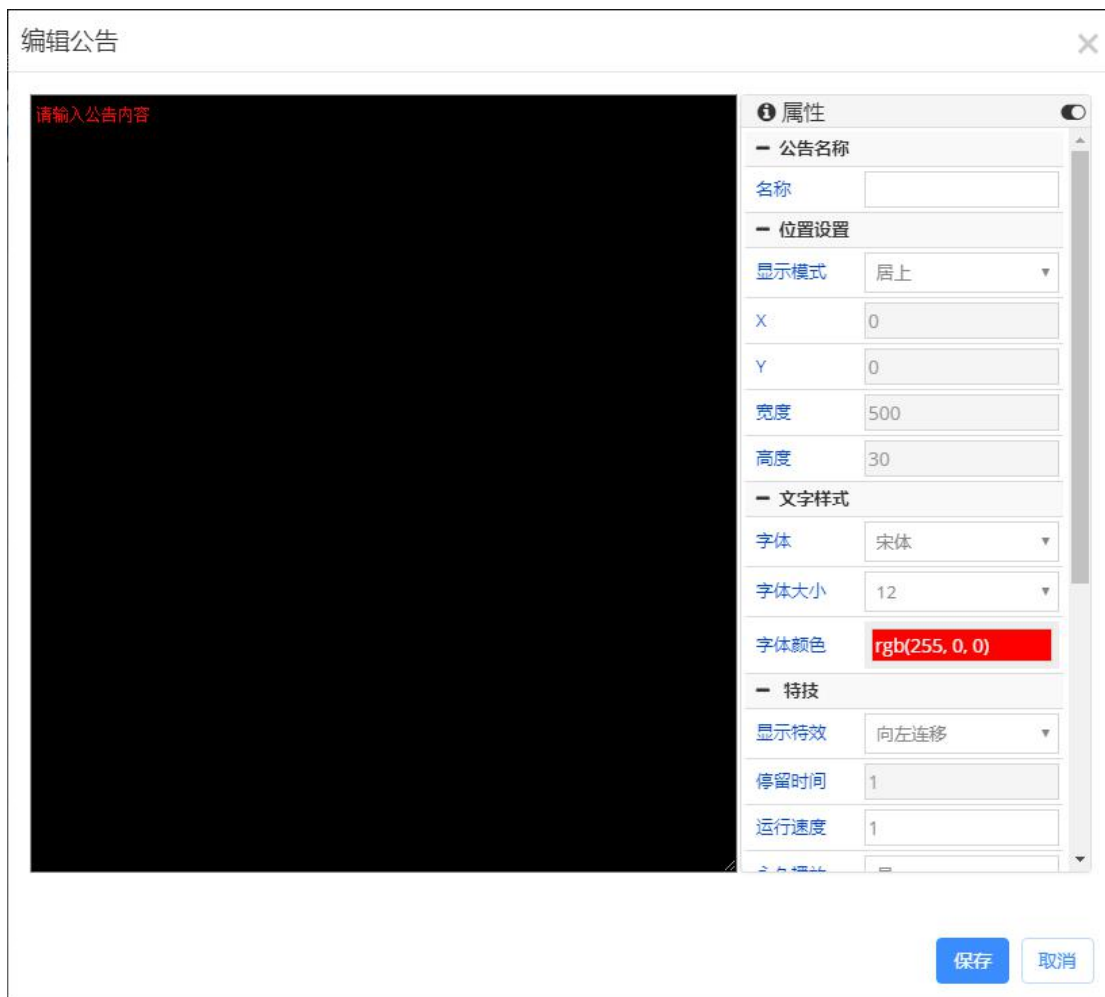 编辑公告
请输入公告内容
属性
公告名称
名称
位置设置
显示模式 居上
X 0
Y 0
宽度 500
高度 30
文字样式
字体 宋体
字体大小 12
字体颜色 rgb(255, 0, 0)
特技
显示特效 向左连移
停留时间 1
运行速度 1
保存 取消